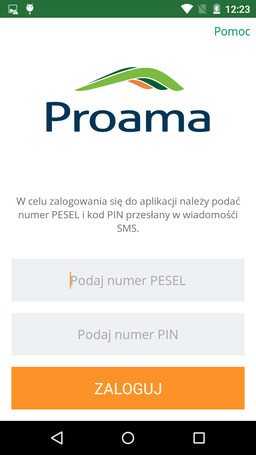 12:23
Pomoc
Proama
W celu zalogowania się do aplikacji należy podać
numer PESEL i kod PIN przesłany w wiadomośći
SMS.
Podaj numer PESEL
Podaj numer PIN
ZALOGUJ